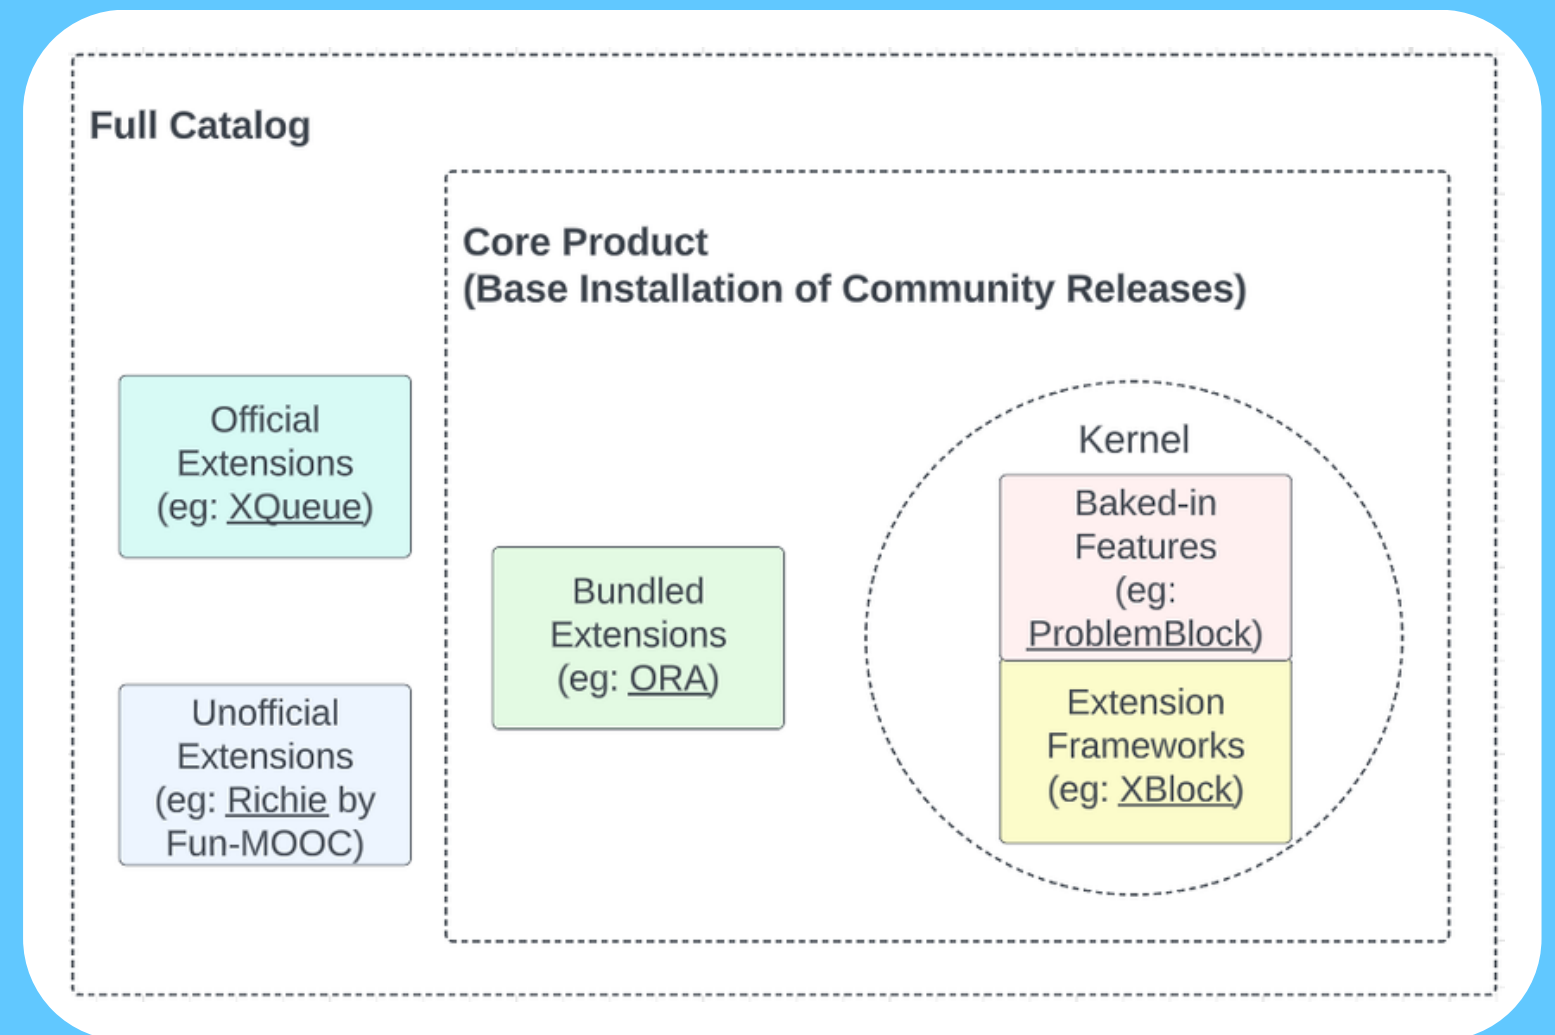 Full Catalog
Core Product
(Base Installation of Community Releases)
Official
Extensions
(eg: XQueue)
Unofficial
Extensions
(eg: Richie by
Fun-MOOC)
Bundled
Extensions
(eg: ORA)
Kernel
Baked-in
Features
(eg:
ProblemBlock)
Extension
Frameworks
(eg: XBlock)